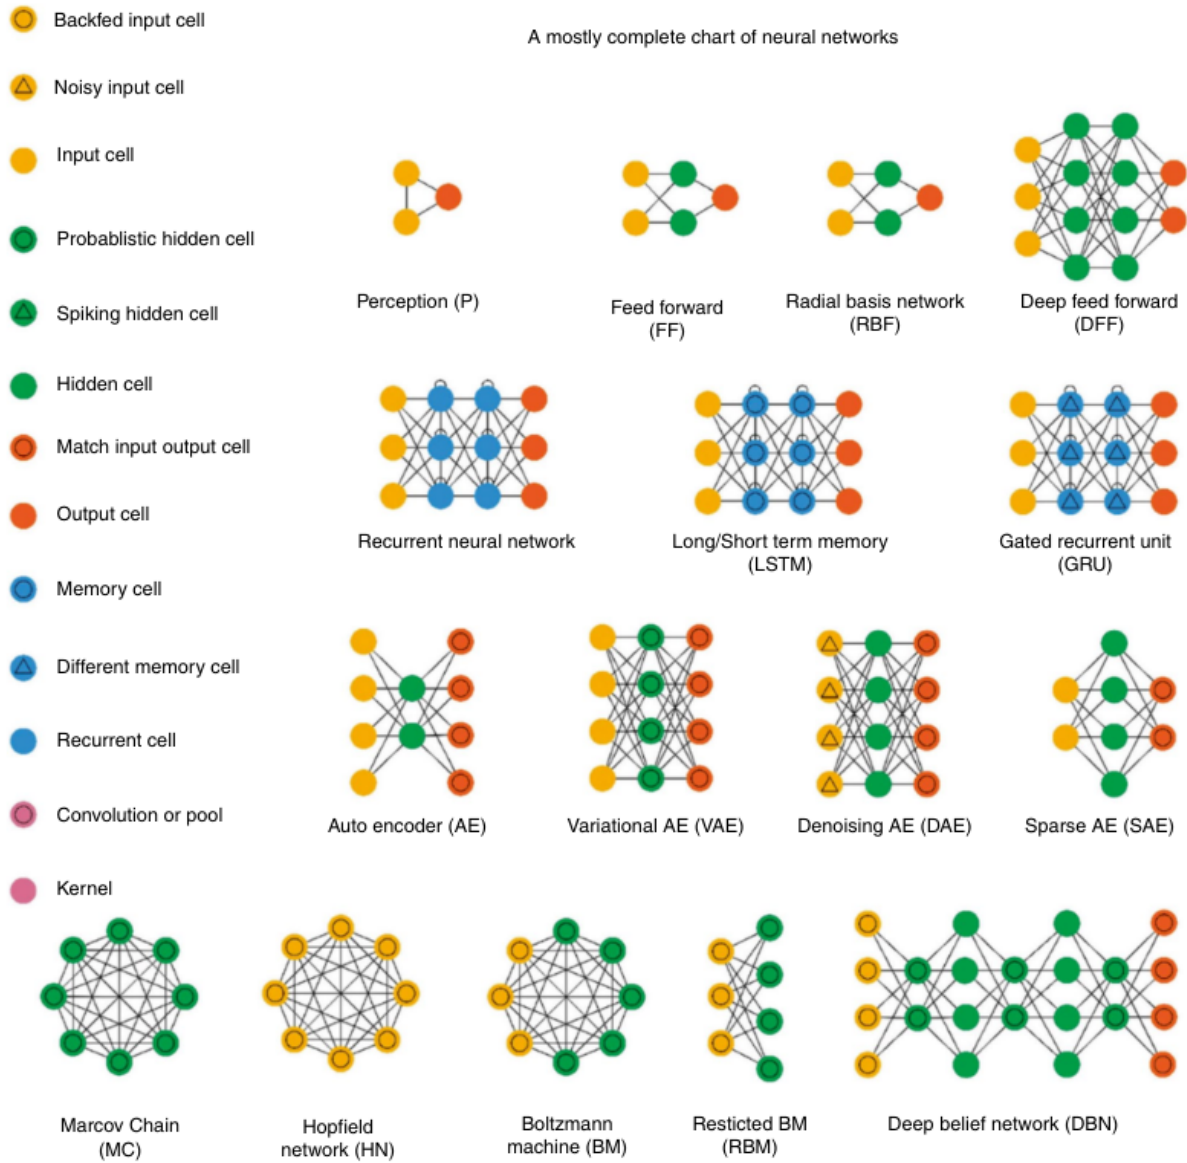 A mostly complete chart of neural networks
Backfed input cell
Noisy input cell
Input cell
Probablistic hidden cell
Spiking hidden cell
Hidden cell
Match input output cell
Output cell
Memory cell
Different memory cell
Recurrent cell
Convolution or pool
Kernel
Perception (P)
Feed forward
(FF)
Radial basis network
(RBF)
Deep feed forward
(DFF)
Recurrent neural network
Long/Short term memory
(LSTM)
Gated recurrent unit
(GRU)
Auto encoder (AE)
Variational AE (VAE)
Denoising AE (DAE)
Sparse AE (SAE)
Marcov Chain
(MC)
Hopfield
network (HN)
Boltzmann
machine (BM)
Resticted BM
(RBM)
Deep belief network (DBN)